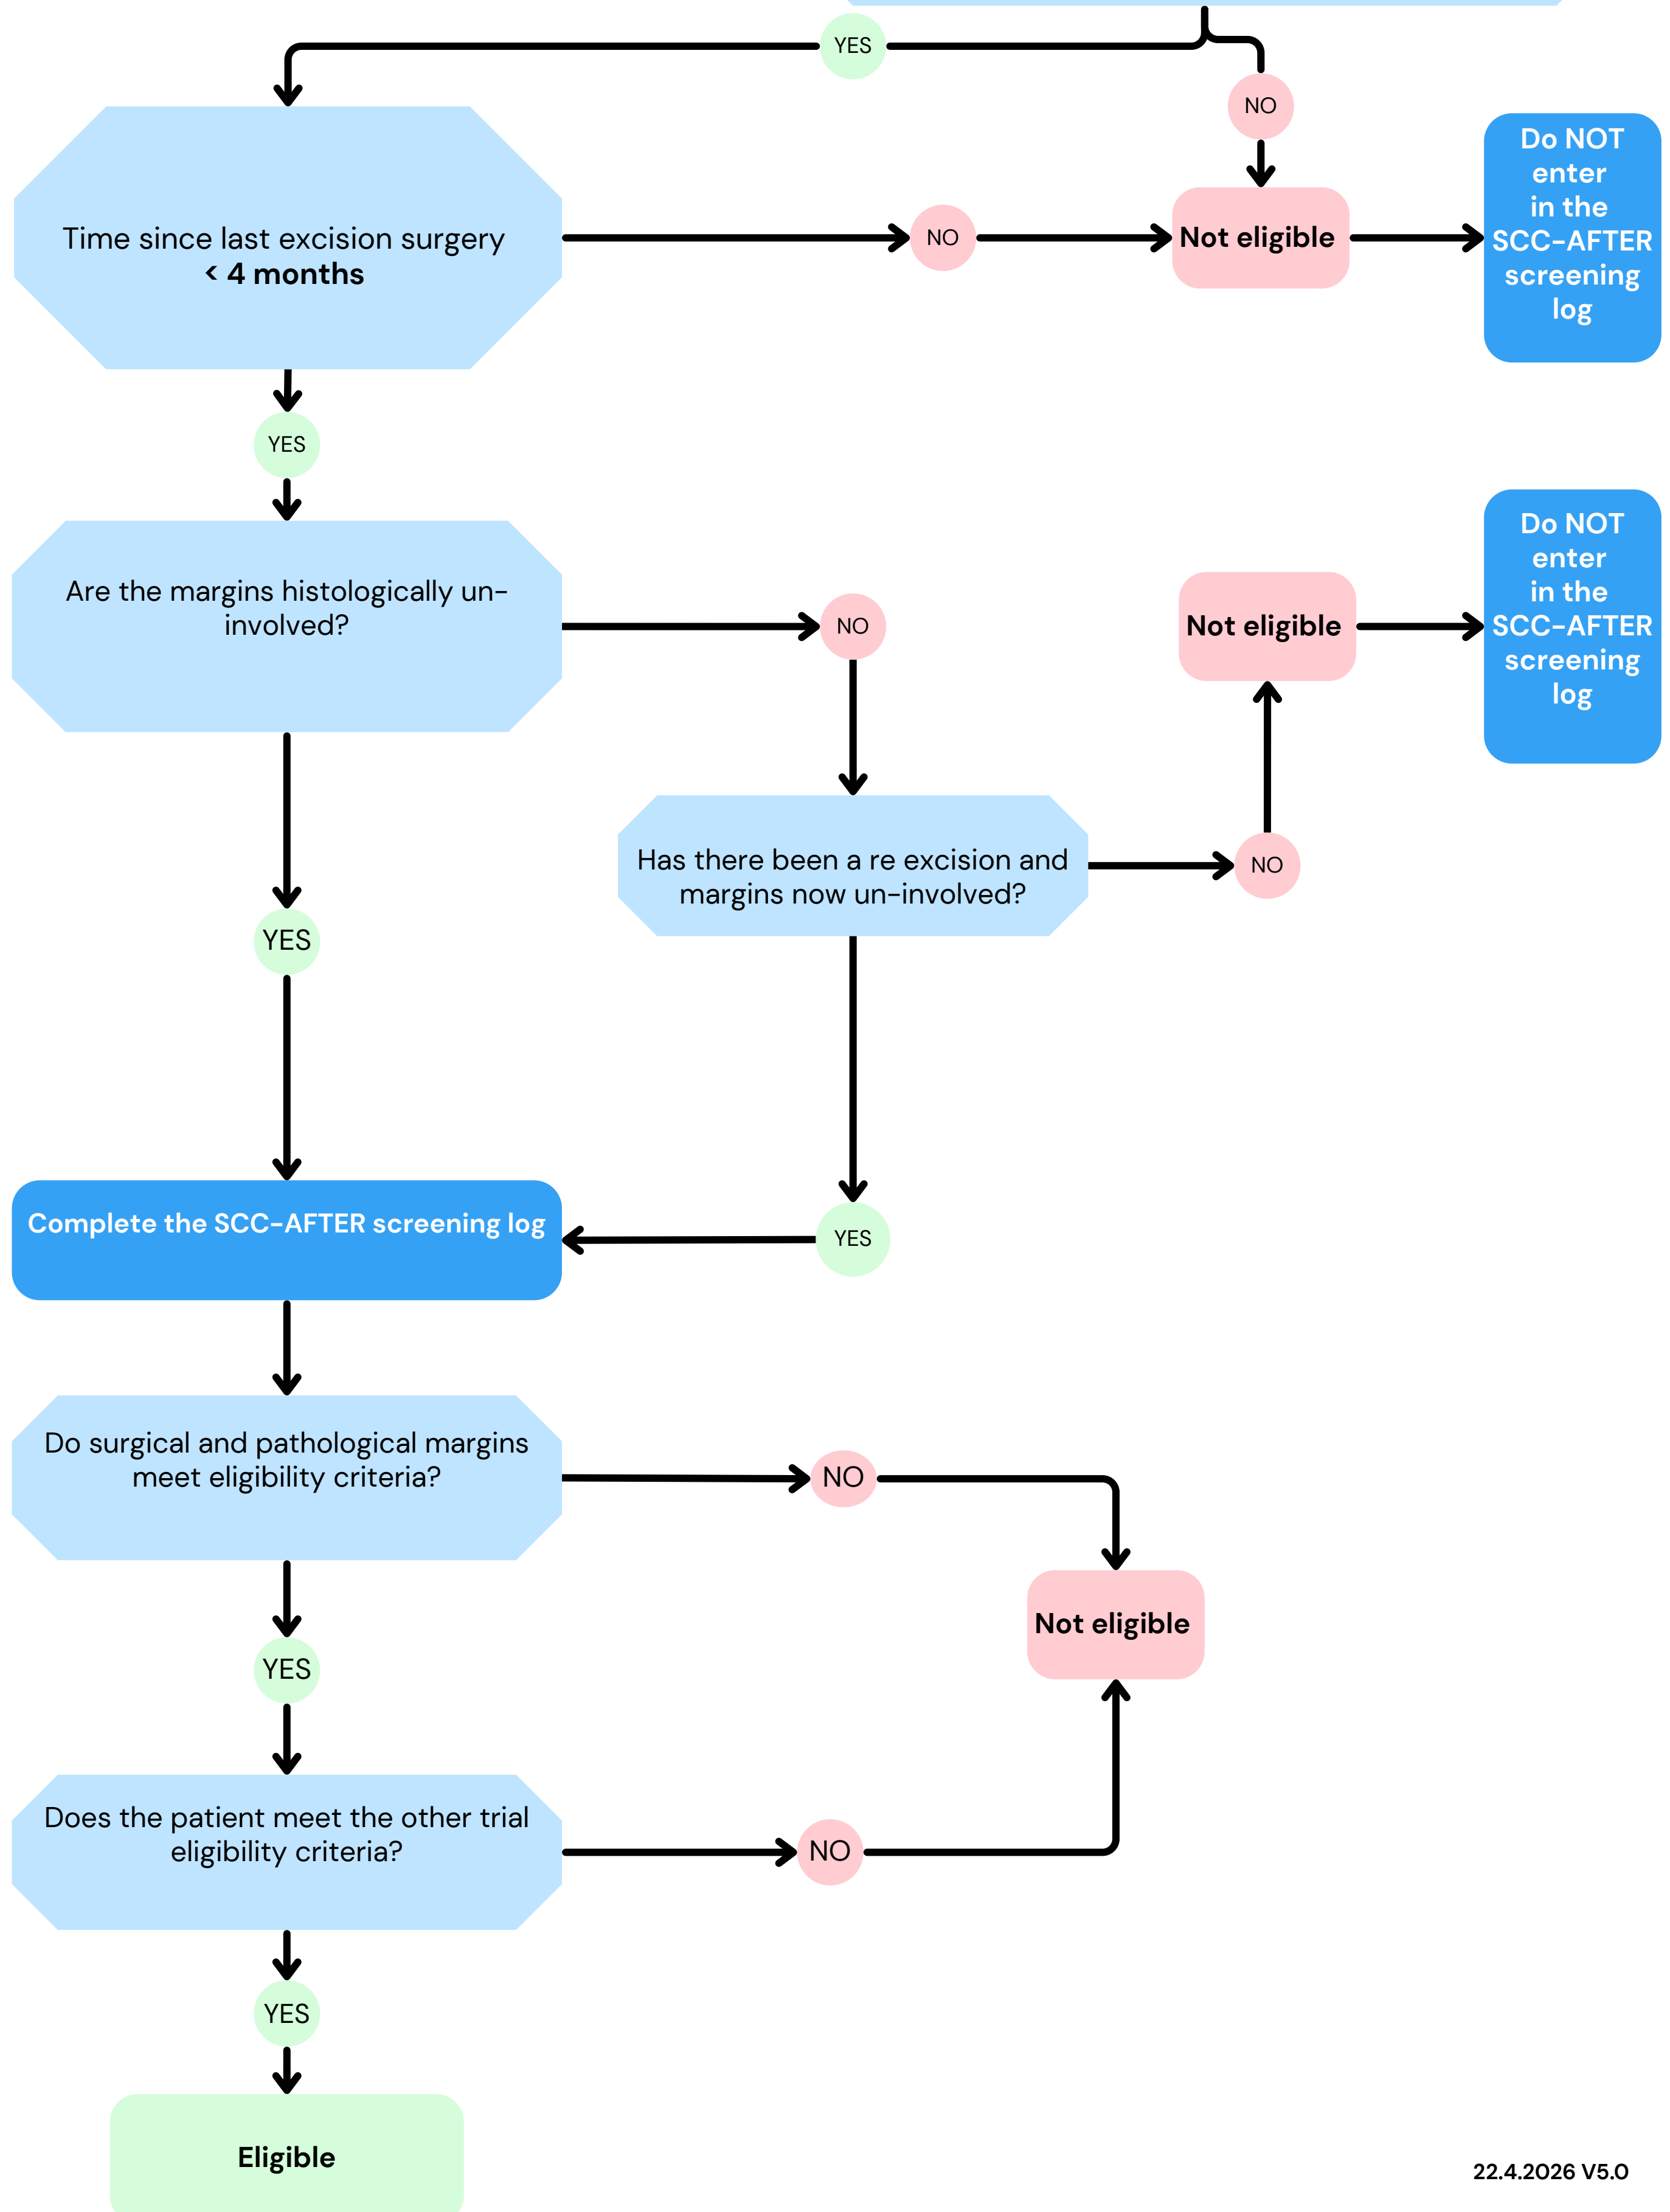 YES
NO
Do NOT
enter
in the
SCC-AFTER
screening
log
Time since last excision surgery
< 4 months
NO
Not eligible
YES
Do NOT
enter
in the
SCC-AFTER
screening
log
Are the margins histologically un-
involved?
NO
Not eligible
Has there been a re excision and
margins now un-involved?
NO
YES
Complete the SCC-AFTER screening log
YES
Do surgical and pathological margins
meet eligibility criteria?
NO
Not eligible
YES
Does the patient meet the other trial
eligibility criteria?
NO
YES
Eligible
22.4.2026 V5.0